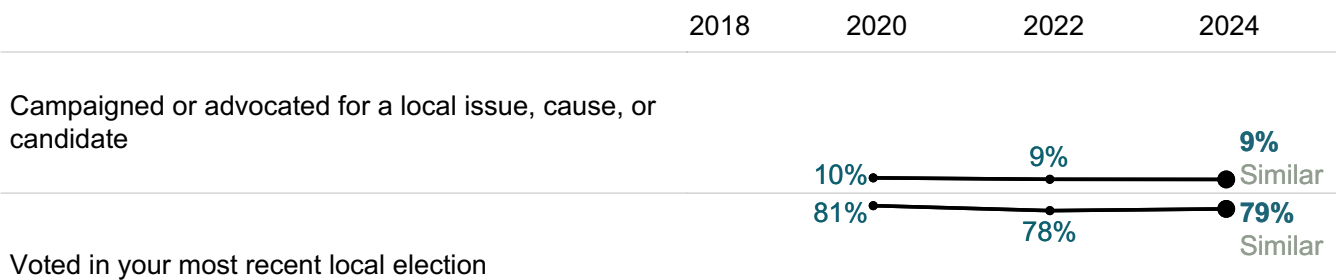 2018 2020 2022 2024
Campaigned or advocated for a local issue, cause, or
candidate
9%
9%
10%
Similar
81%
79%
78%
Similar
Voted in your most recent local election